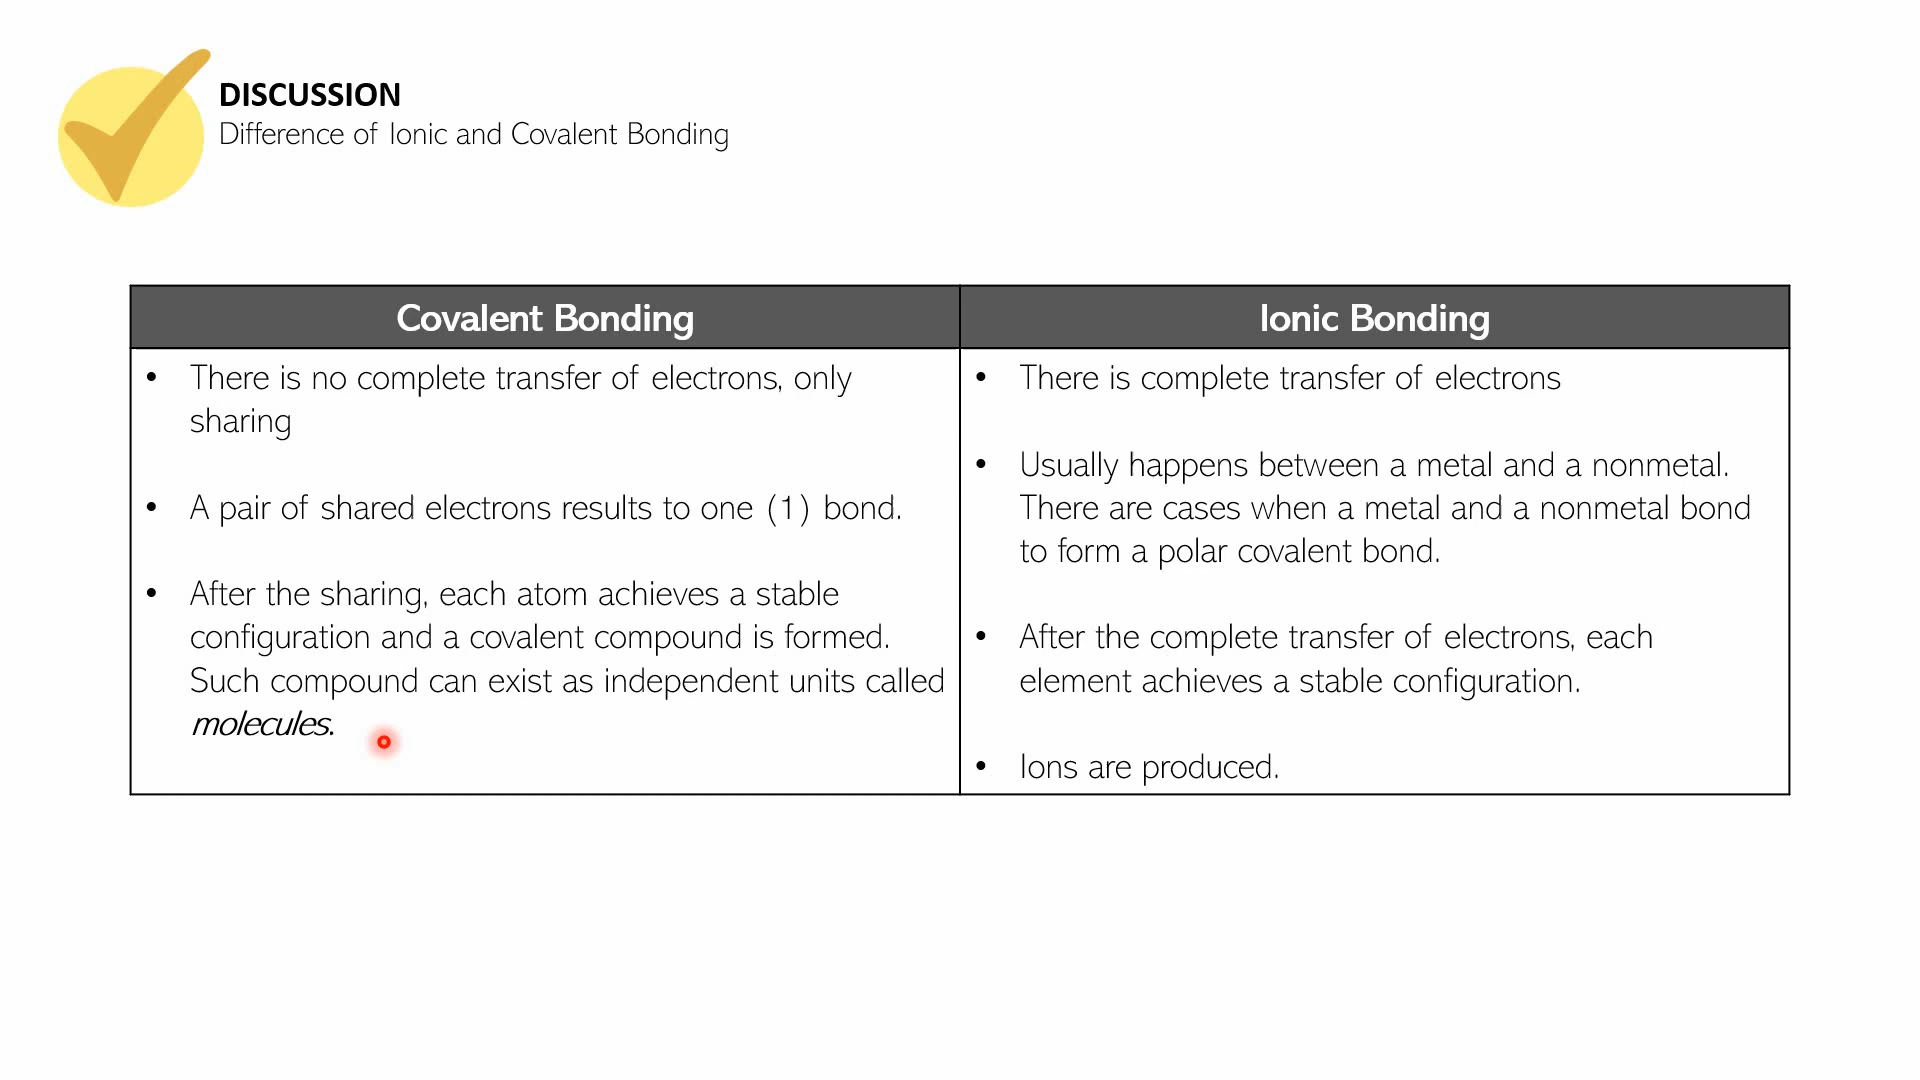 DISCUSSION
Difference of Ionic and Covalent Bonding
Covalent Bonding
• There is no complete transfer of electrons, only
sharing
• A pair of shared electrons results to one (1) bond.
• After the sharing, each atom achieves a stable
configuration and a covalent compound is formed.
Such compound can exist as independent units called
molecules.
Ionic Bonding
• There is complete transfer of electrons
• Usually happens between a metal and a nonmetal.
There are cases when a metal and a nonmetal bond
to form a polar covalent bond.
• After the complete transfer of electrons, each
element achieves a stable configuration.
• Ions are produced.